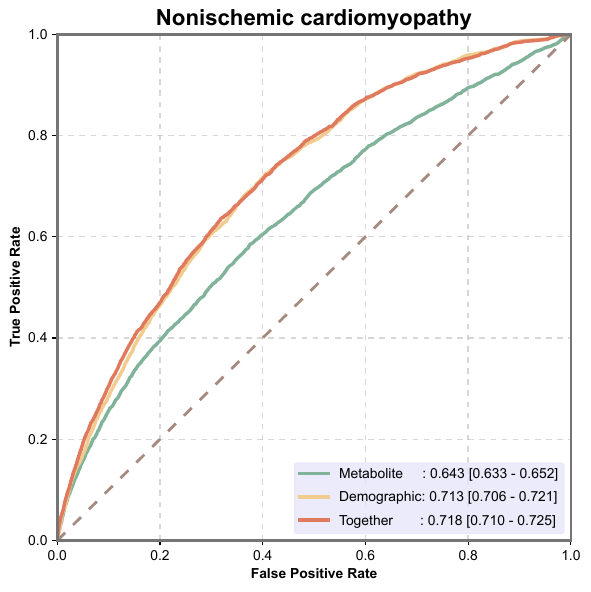 Nonischemic cardiomyopathy
True Positive Rate
1.0
0.8
0.6
0.4
0.2
0.0
Metabolite : 0.643 [0.633 - 0.652]
Demographic: 0.713 [0.706 - 0.721]
Together : 0.718 [0.710 - 0.725]
0.0 0.2 0.4 0.6 0.8 1.0
False Positive Rate